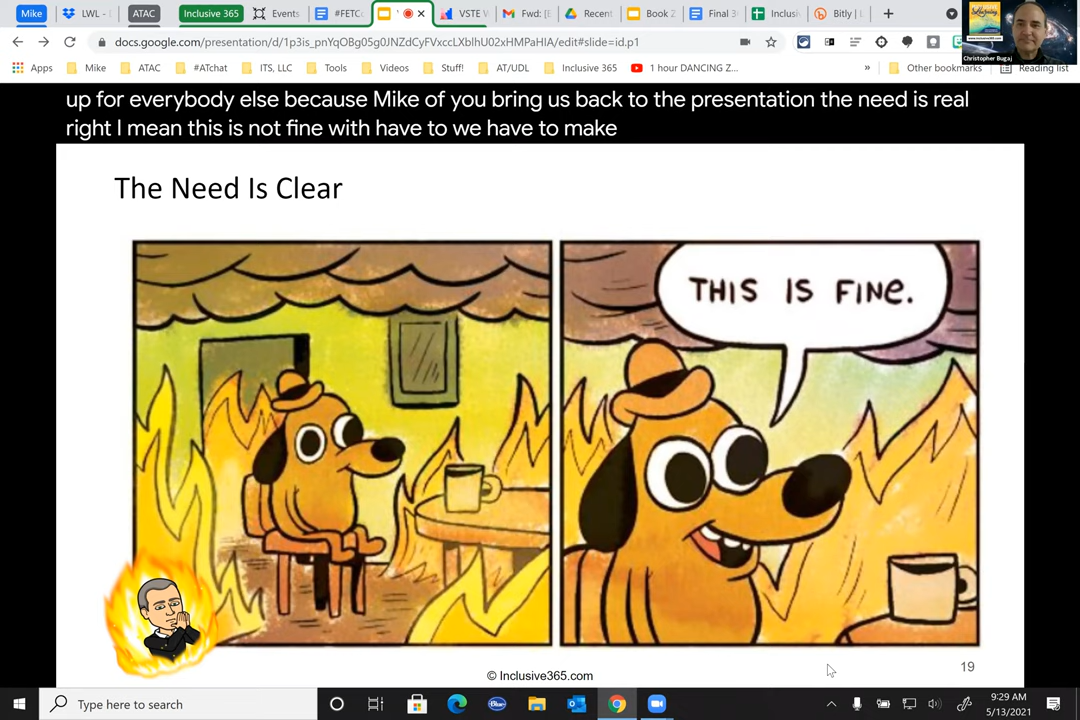 Mike
LWL - E
ATAC
Inclusive 365
Events
#FETC
VSTE V
Fwd: [E
Recent
Book 2
Final 3
Inclusi
Bitly | L
docs.google.com/presentation/
/edit#slide=id.p1
Christopher Bugaj
Apps
Mike
ATAC
#ATchat
ITS, LLC
Tools
Videos
Stuff!
AT/UDL
Inclusive 365
1 hour DANCING Z...
»
Other bookmarks
Reading list
up for everybody else because Mike of you bring us back to the presentation the need is real
right I mean this is not fine with have to we have to make
The Need Is Clear
THIS IS FINE.
© Inclusive365.com
19
Type here to search
9:29 AM
5/13/2021